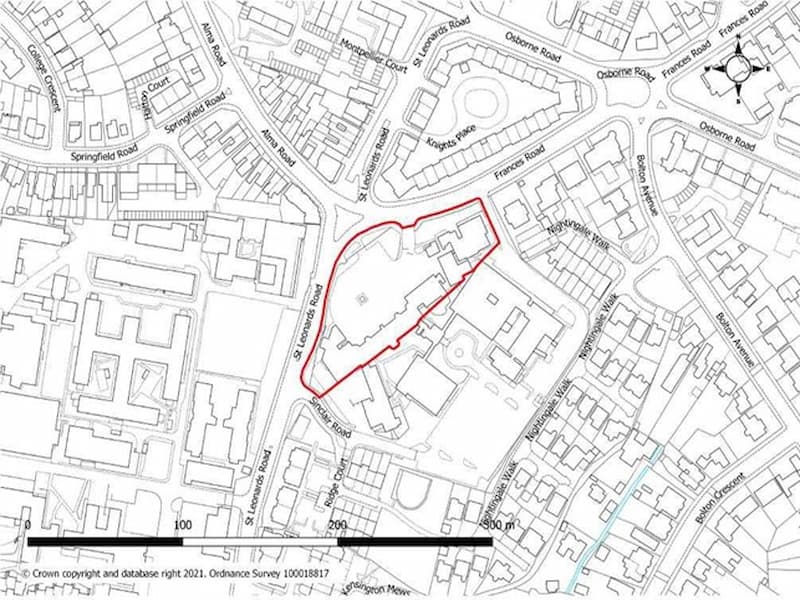 St Leonards Road
Frances Roao
Alma Road
Osborne Road
Montpellier Court
College Crescent
Osborne Road
Frances Road
N
W E
S
Court
Hatton
Springfield Road
Knights Place
Osborne Road
Alma Road
Springfield Road
St Leonards Road
Frances Road
Bolton Avenue
Nightingale Walk
St Leonards Road
Nightingale Walk
Bolton Avenue
Sinclair Road
Nightingale Walk
St Leonards Road
Ridge Court
Nightingale Walk
Bolton Crescent
0 100 200 300 m
© Crown copyright and database right 2021. Ordnance Survey 100018817
Kensington Mews